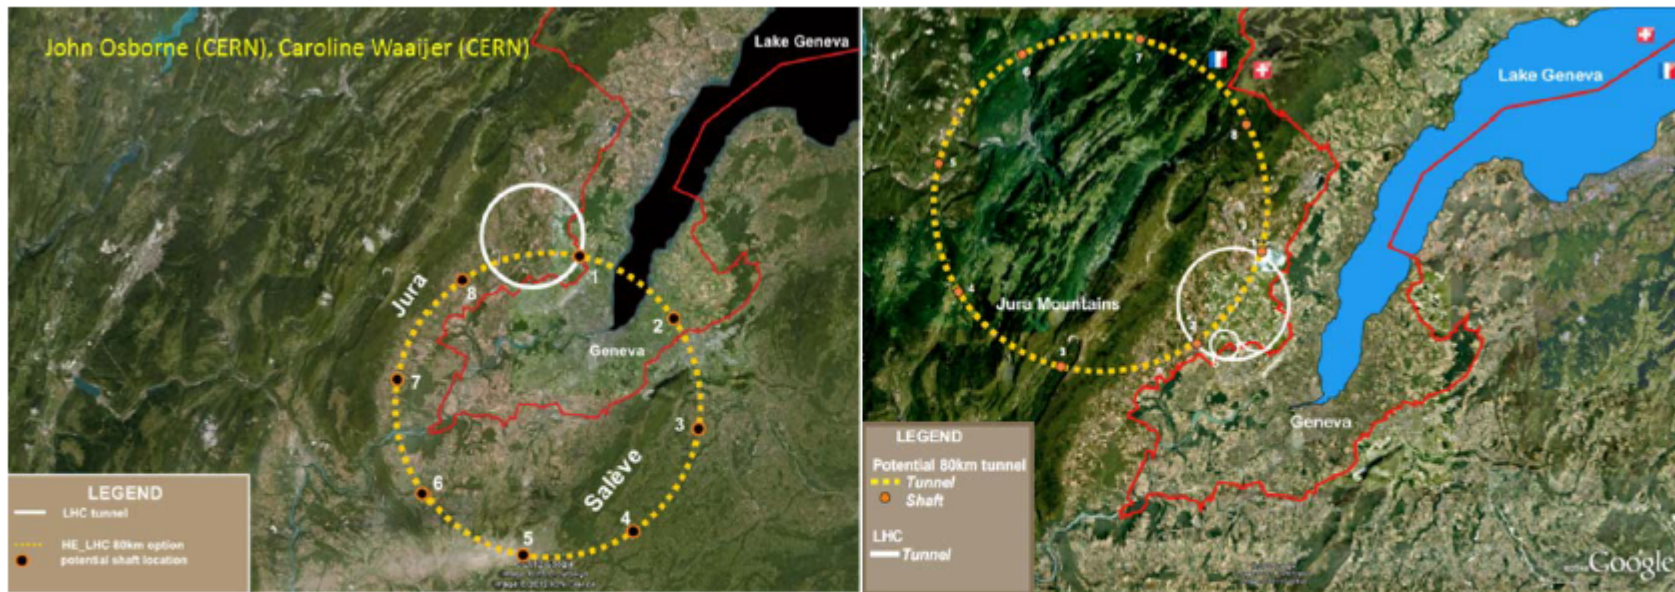 John Osborne (CERN), Caroline Waaijer (CERN)
Lake Geneva
Jura
8
1
2
Geneva
7
3
Salève
6
4
5
LEGEND
LHC tunnel
HE_LHC 80km option
potential shaft location
6
7
Lake Geneva
8
5
1
4
Jura Mountains
2
3
Geneva
LEGEND
Potential 80km tunnel
Tunnel
Shaft
LHC
Tunnel
Google